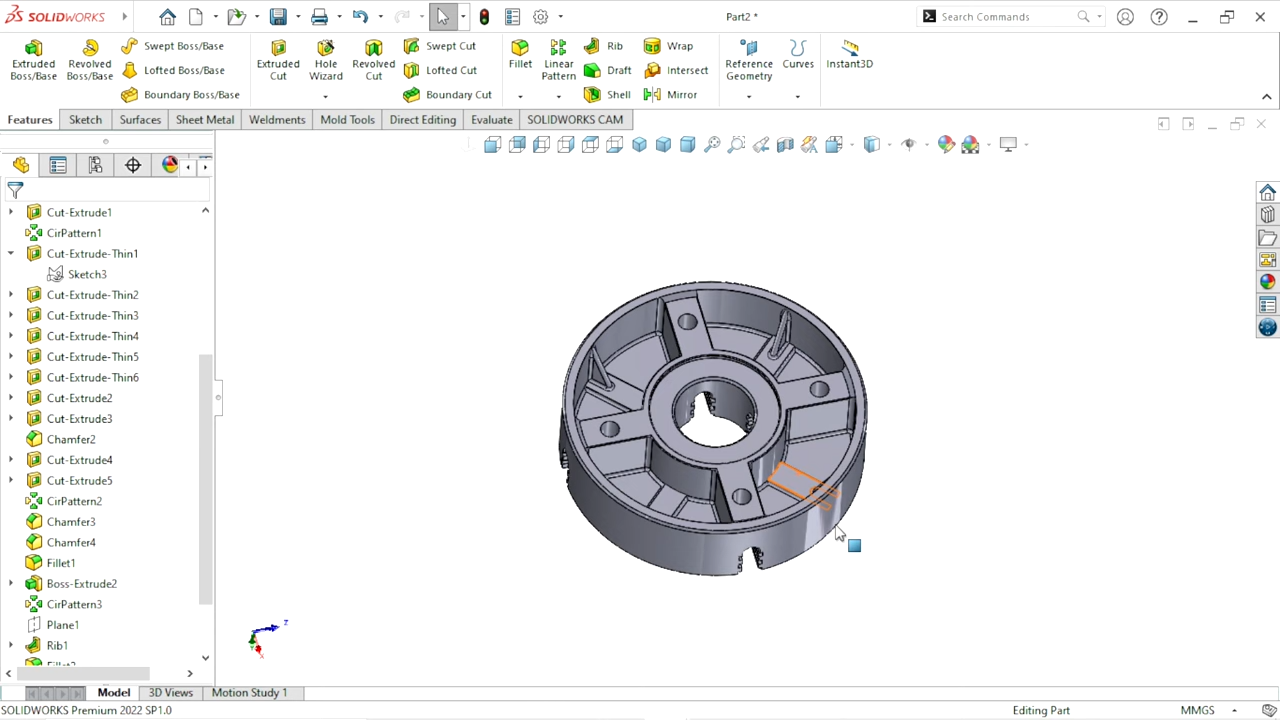 SOLIDWORKS
Part2 *
Search Commands
Extruded Boss/Base
Revolved Boss/Base
Swept Boss/Base
Lofted Boss/Base
Boundary Boss/Base
Extruded Cut
Hole Wizard
Revolved Cut
Swept Cut
Lofted Cut
Boundary Cut
Fillet
Linear Pattern
Rib
Draft
Shell
Wrap
Intersect
Mirror
Reference Geometry
Curves
Instant3D
Features
Sketch
Surfaces
Sheet Metal
Weldments
Mold Tools
Direct Editing
Evaluate
SOLIDWORKS CAM
Cut-Extrude1
CirPattern1
Cut-Extrude-Thin1
Sketch3
Cut-Extrude-Thin2
Cut-Extrude-Thin3
Cut-Extrude-Thin4
Cut-Extrude-Thin5
Cut-Extrude-Thin6
Cut-Extrude2
Cut-Extrude3
Chamfer2
Cut-Extrude4
Cut-Extrude5
CirPattern2
Chamfer3
Chamfer4
Fillet1
Boss-Extrude2
CirPattern3
Plane1
Rib1
Z
Y
X
Model
3D Views
Motion Study 1
SOLIDWORKS Premium 2022 SP1.0
Editing Part
MMGS